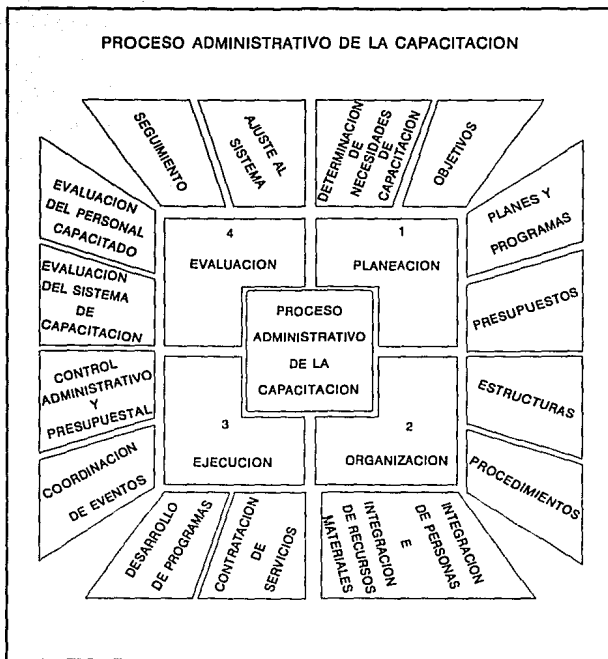 PROCESO ADMINISTRATIVO DE LA CAPACITACION
SEGUIMIENTO
AJUSTE AL
SISTEMA
DETERMINACION
DE
NECESIDADES
DE
CAPACITACION
OBJETIVOS
EVALUACION
DEL PERSONAL
CAPACITADO
4
EVALUACION
1
PLANEACION
PLANES Y
PROGRAMAS
EVALUACION
DEL SISTEMA
DE
CAPACITACION
PRESUPUESTOS
PROCESO
ADMINISTRATIVO
DE LA
CAPACITACION
CONTROL
ADMINISTRATIVO
Y
PRESUPUESTAL
3
EJECUCION
2
ORGANIZACION
ESTRUCTURAS
COORDINACION
DE EVENTOS
PROCEDIMIENTOS
DESARROLLO
DE PROGRAMAS
CONTRATACION
DE
SERVICIOS
INTEGRACION
DE RECURSOS
MATERIALES
E
INTEGRACION
DE PERSONAS